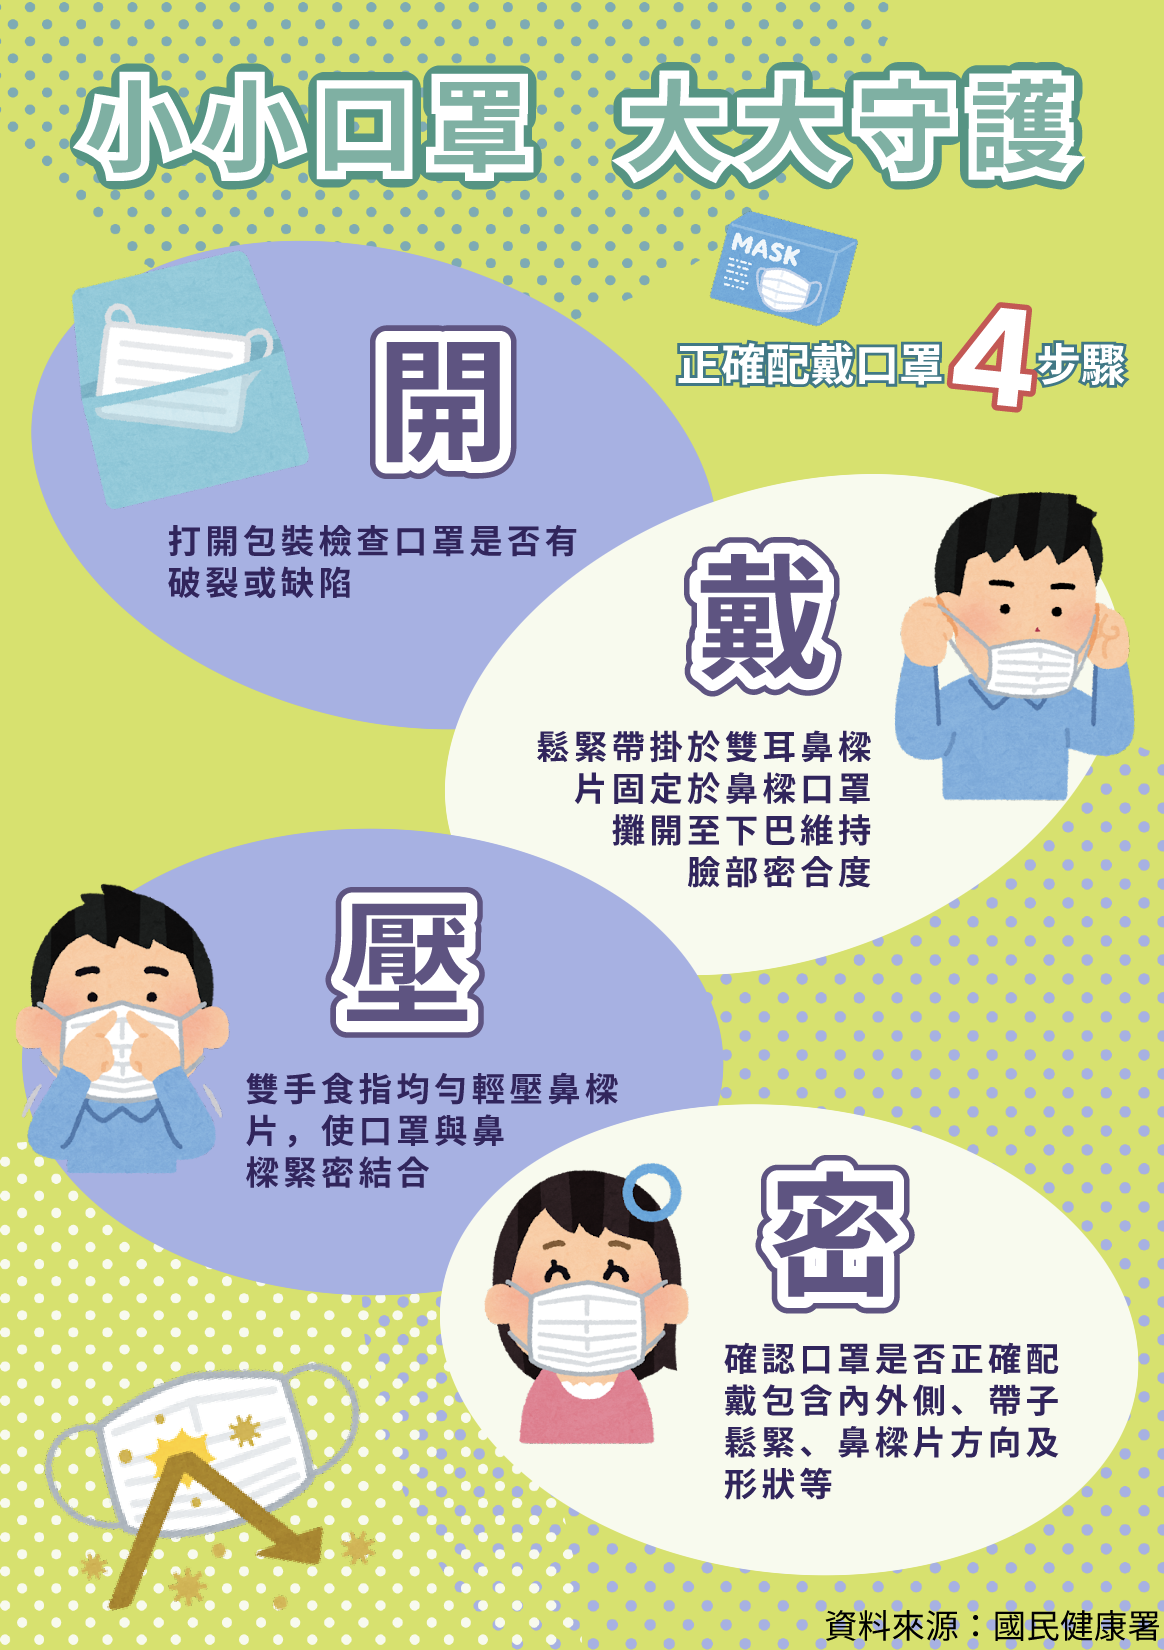 小小口罩 大大守護
MASK
正確配戴口罩4步驟
開
打開包裝檢查口罩是否有
破裂或缺陷
戴
鬆緊帶掛於雙耳鼻樑
片固定於鼻樑口罩
攤開至下巴維持
臉部密合度
壓
雙手食指均勻輕壓鼻樑
片，使口罩與鼻
樑緊密結合
密
確認口罩是否正確配
戴包含內外側、帶子
鬆緊、鼻樑片方向及
形狀等
資料來源：國民健康署